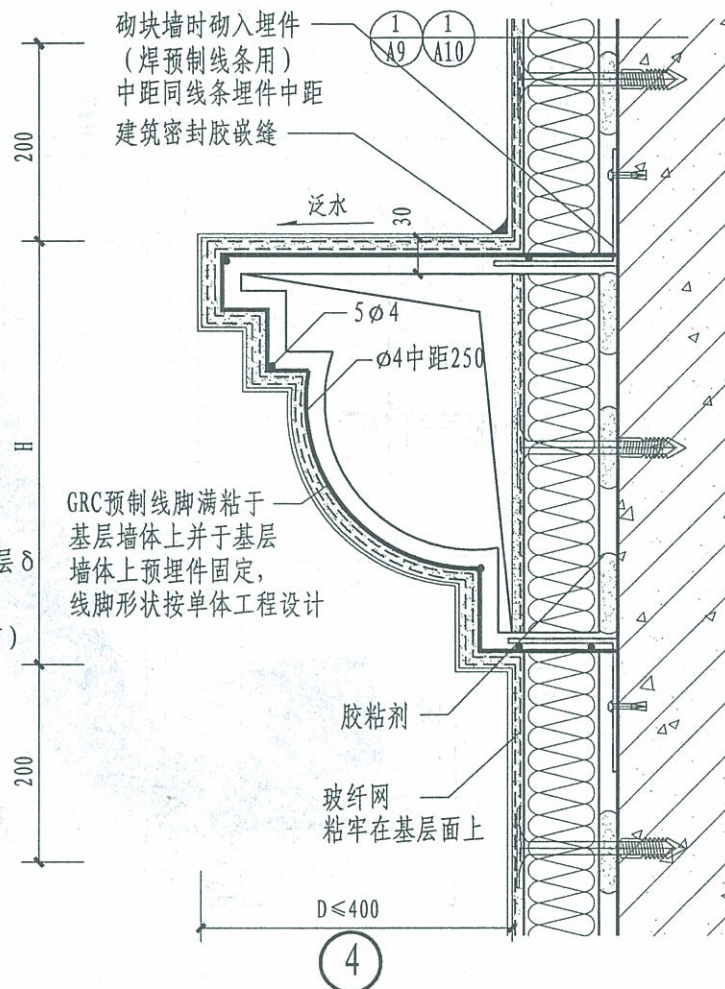 砌块墙时砌入埋件
（焊预制线条用）
中距同线条埋件中距
建筑密封胶嵌缝
1
A9
1
A10
200
泛水
30
5φ4
φ4中距250
H
GRC预制线脚满粘于
基层墙体上并于基层
墙体上预埋件固定，
线脚形状按单体工程设计
层δ
)
200
胶粘剂
玻纤网
粘牢在基层面上
D≤400
4